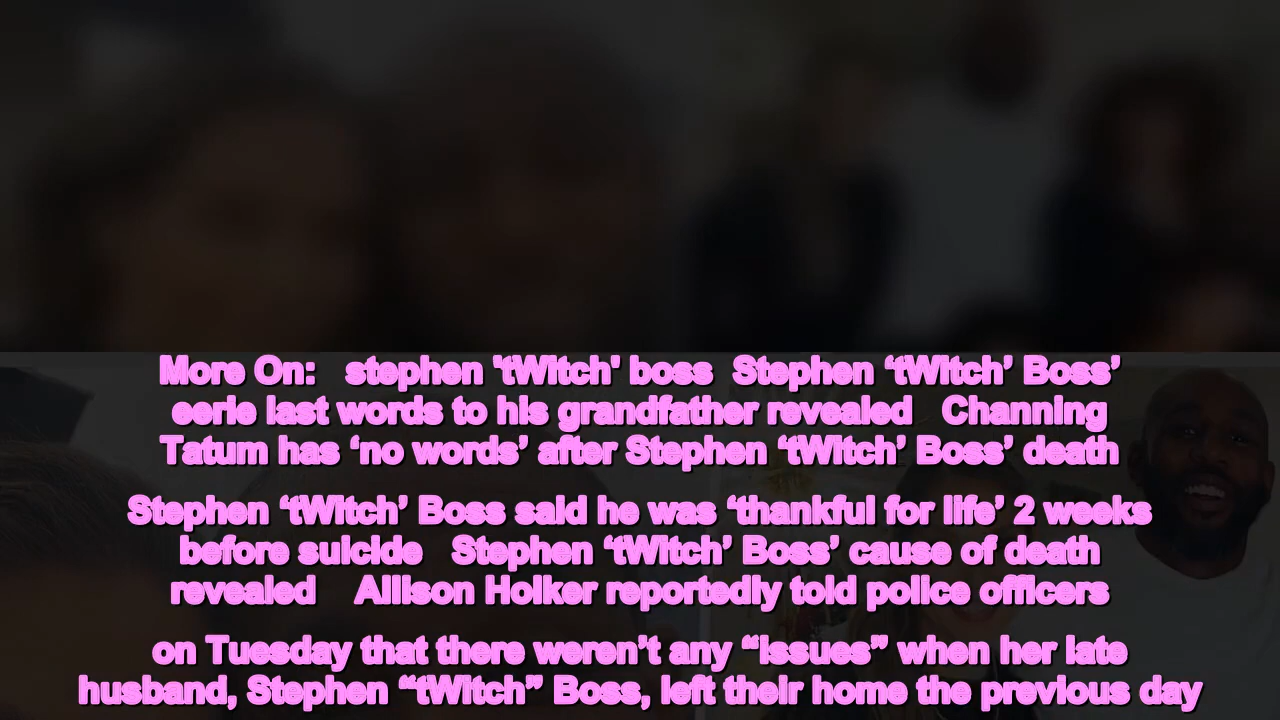 More On: stephen 'tWitch' boss Stephen ‘tWitch’ Boss’
eerie last words to his grandfather revealed Channing
Tatum has ‘no words’ after Stephen ‘tWitch’ Boss’ death
Stephen ‘tWitch’ Boss said he was ‘thankful for life’ 2 weeks
before suicide Stephen ‘tWitch’ Boss’ cause of death
revealed Allison Holker reportedly told police officers
on Tuesday that there weren’t any “issues” when her late
husband, Stephen “tWitch” Boss, left their home the previous day